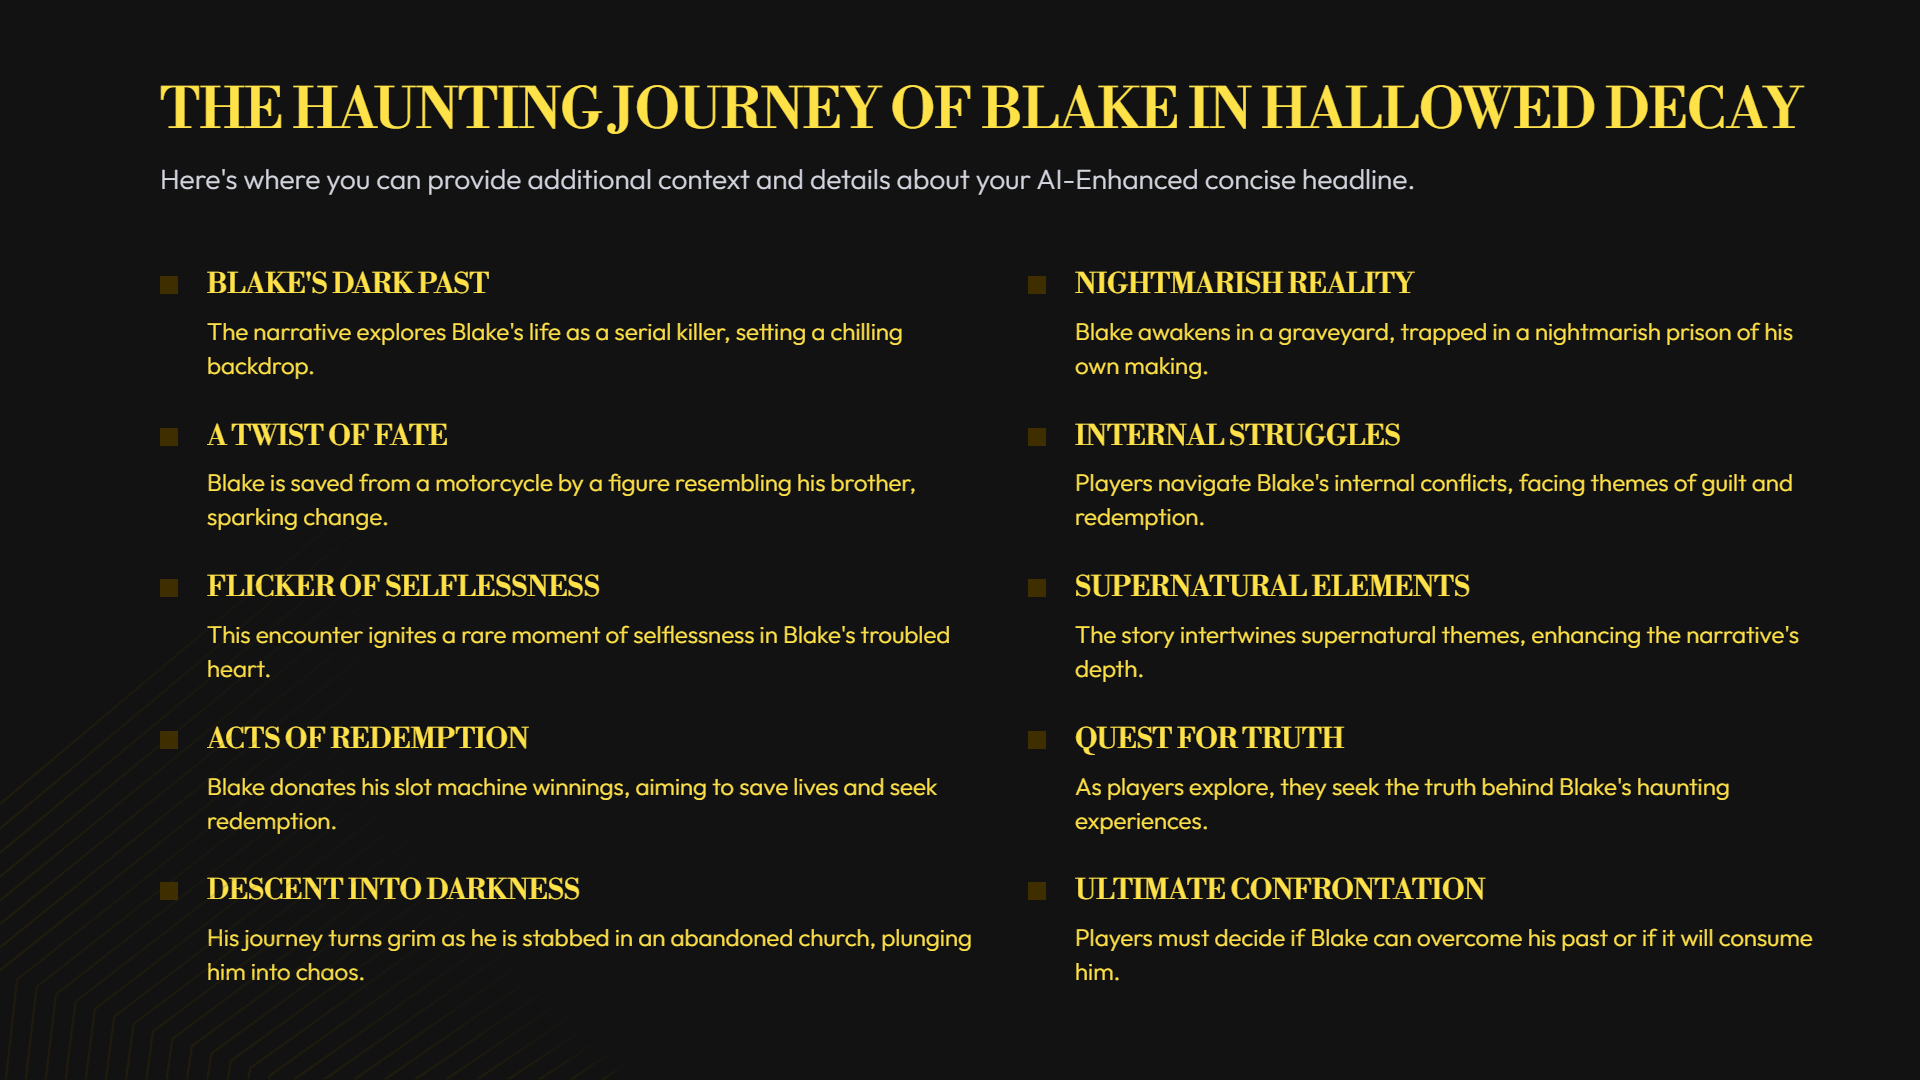 THE HAUNTING JOURNEY OF BLAKE IN HALLOWED DECAY
Here's where you can provide additional context and details about your AI-Enhanced concise headline.
BLAKE'S DARK PAST
The narrative explores Blake's life as a serial killer, setting a chilling
backdrop.
A TWIST OF FATE
Blake is saved from a motorcycle by a figure resembling his brother,
sparking change.
FLICKER OF SELFLESSNESS
This encounter ignites a rare moment of selflessness in Blake's troubled
heart.
ACTS OF REDEMPTION
Blake donates his slot machine winnings, aiming to save lives and seek
redemption.
DESCENT INTO DARKNESS
His journey turns grim as he is stabbed in an abandoned church, plunging
him into chaos.
NIGHTMARISH REALITY
Blake awakens in a graveyard, trapped in a nightmarish prison of his
own making.
INTERNAL STRUGGLES
Players navigate Blake's internal conflicts, facing themes of guilt and
redemption.
SUPERNATURAL ELEMENTS
The story intertwines supernatural themes, enhancing the narrative's
depth.
QUEST FOR TRUTH
As players explore, they seek the truth behind Blake's haunting
experiences.
ULTIMATE CONFRONTATION
Players must decide if Blake can overcome his past or if it will consume
him.